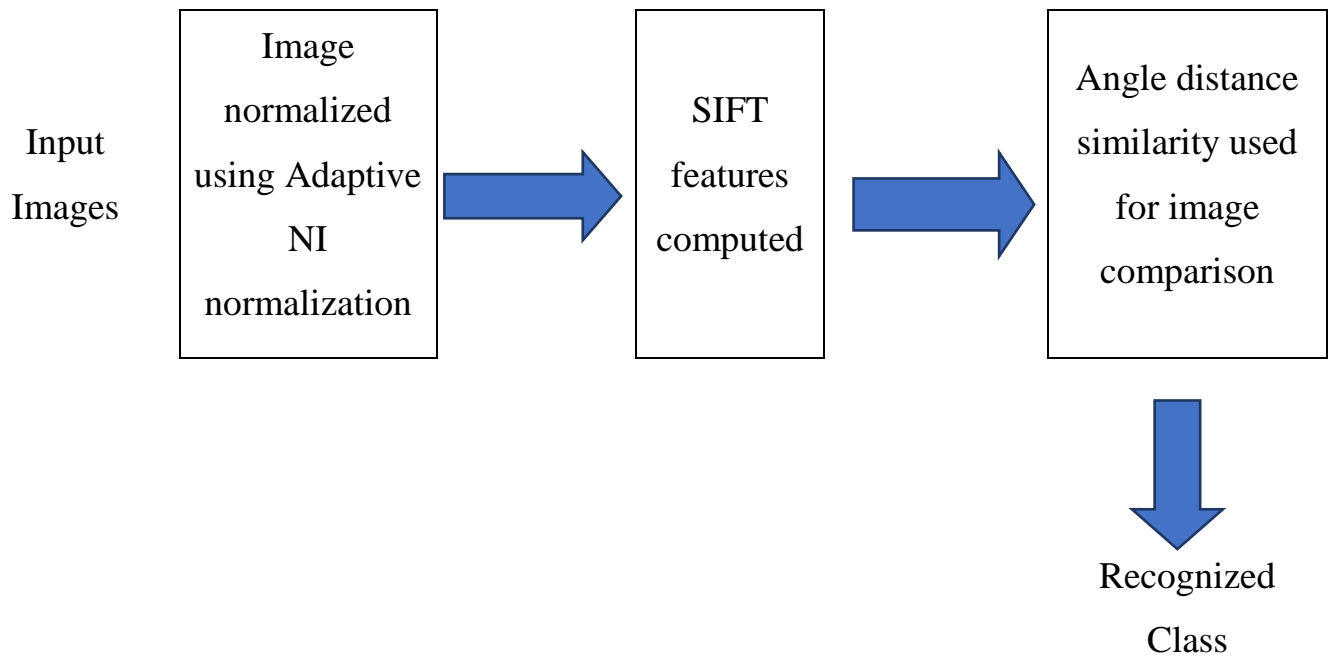 Input
Images
Image
normalized
using Adaptive
NI
normalization
SIFT
features
computed
Angle distance
similarity used
for image
comparison
Recognized
Class